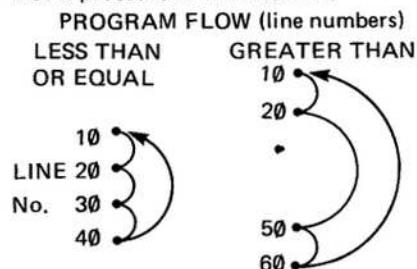 PROGRAM FLOW (line numbers)
LESS THAN
OR EQUAL
10
LINE 20
No. 30
40
GREATER THAN
10
20
50
60